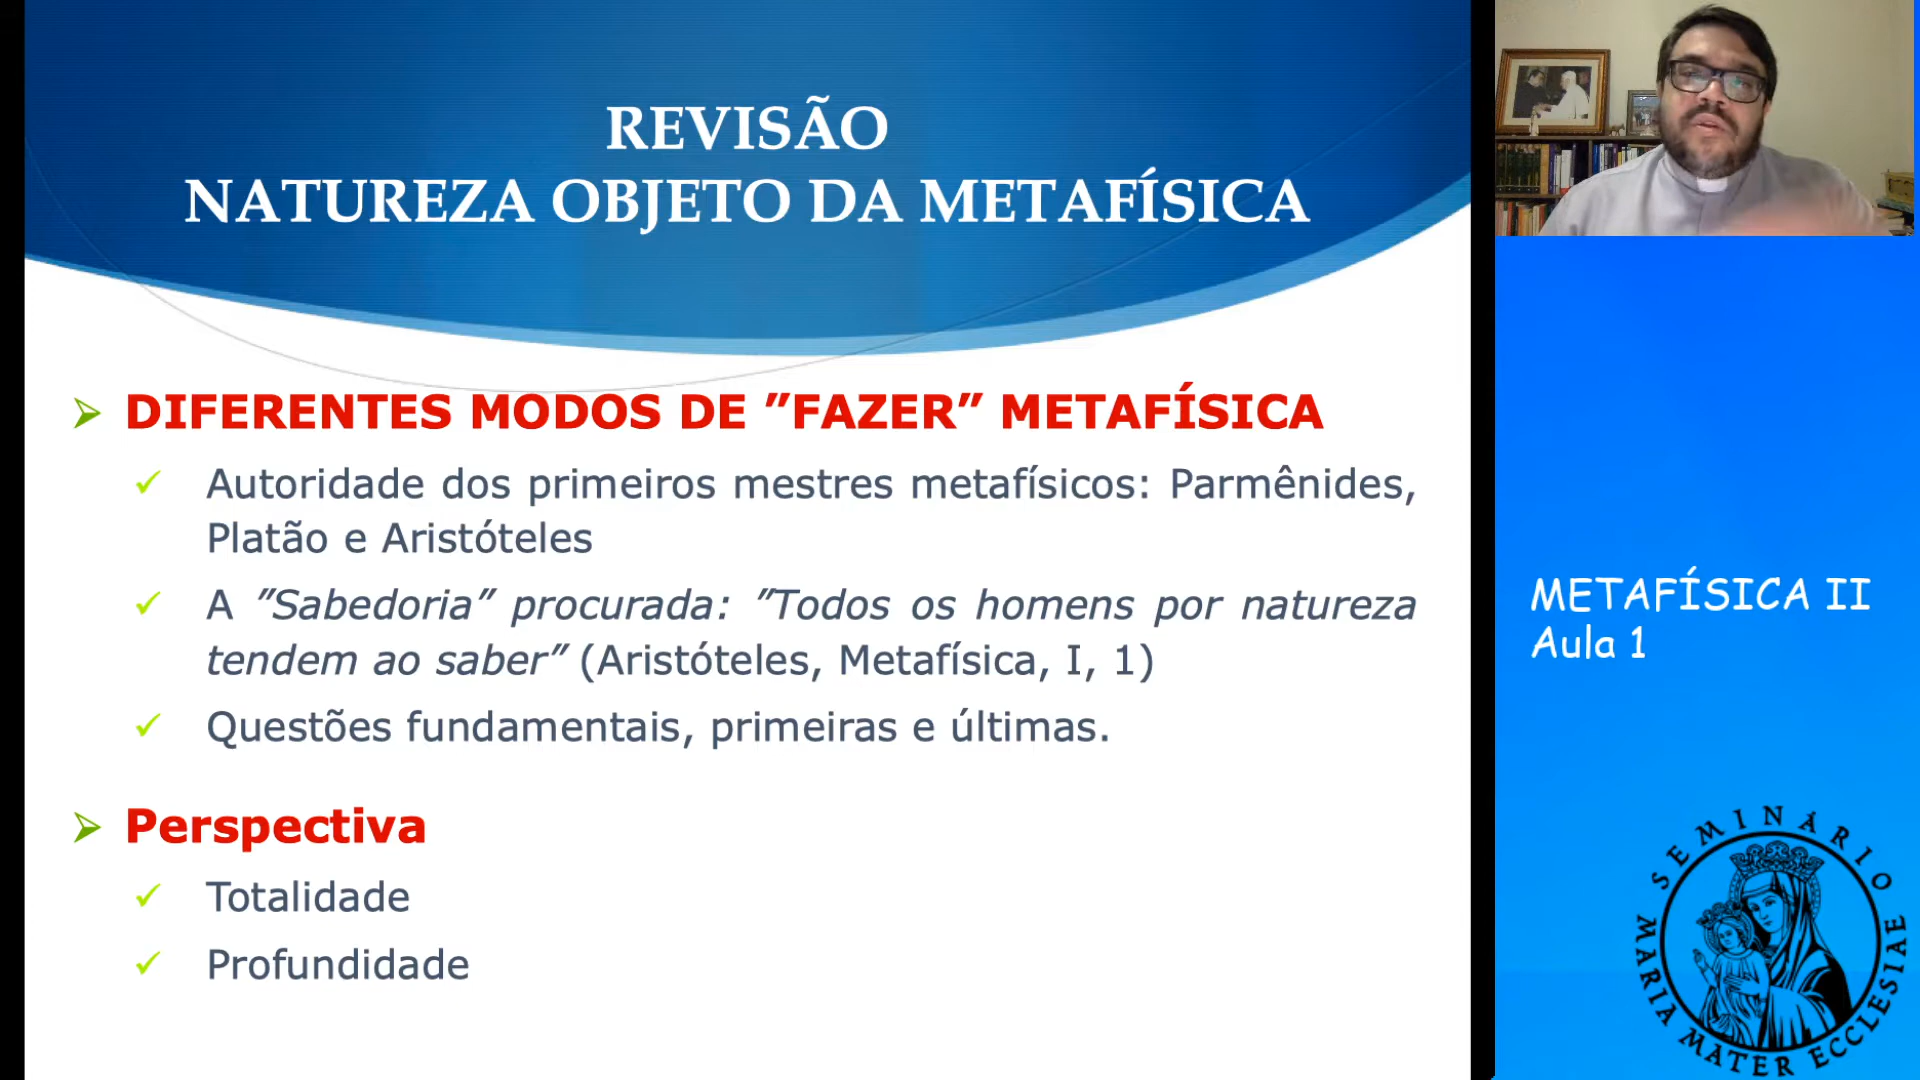 REVISÃO
NATUREZA OBJETO DA METAFÍSICA
DIFERENTES MODOS DE ”FAZER” METAFÍSICA
Autoridade dos primeiros mestres metafísicos: Parmênides,
Platão e Aristóteles
A ”Sabedoria” procurada: ”Todos os homens por natureza
tendem ao saber” (Aristóteles, Metafísica, I, 1)
Questões fundamentais, primeiras e últimas.
Perspectiva
Totalidade
Profundidade
METAFÍSICA II
Aula 1
SEMINÁRIO
MARIA MATER ECCLESIAE